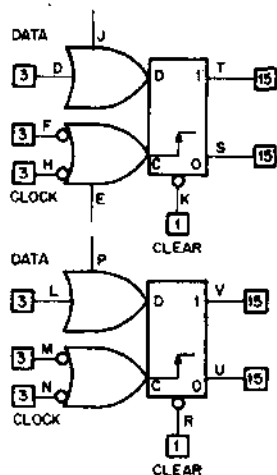 DATA J
3 D D 1 T 15
3 F
3 H C 0 S 15
CLOCK E K
1
CLEAR
DATA P
3 L D 1 V 15
3 M
3 N C 0 U 15
CLOCK R
1
CLEAR